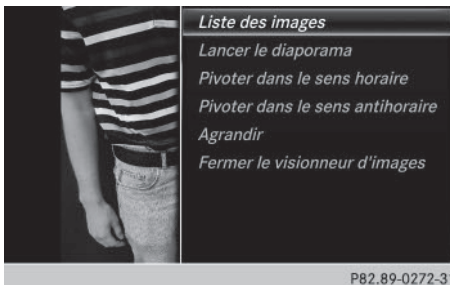 Liste des images
Lancer le diaporama
Pivoter dans le sens horaire
Pivoter dans le sens antihoraire
Agrandir
Fermer le visionneur d'images
P82.89-0272-31